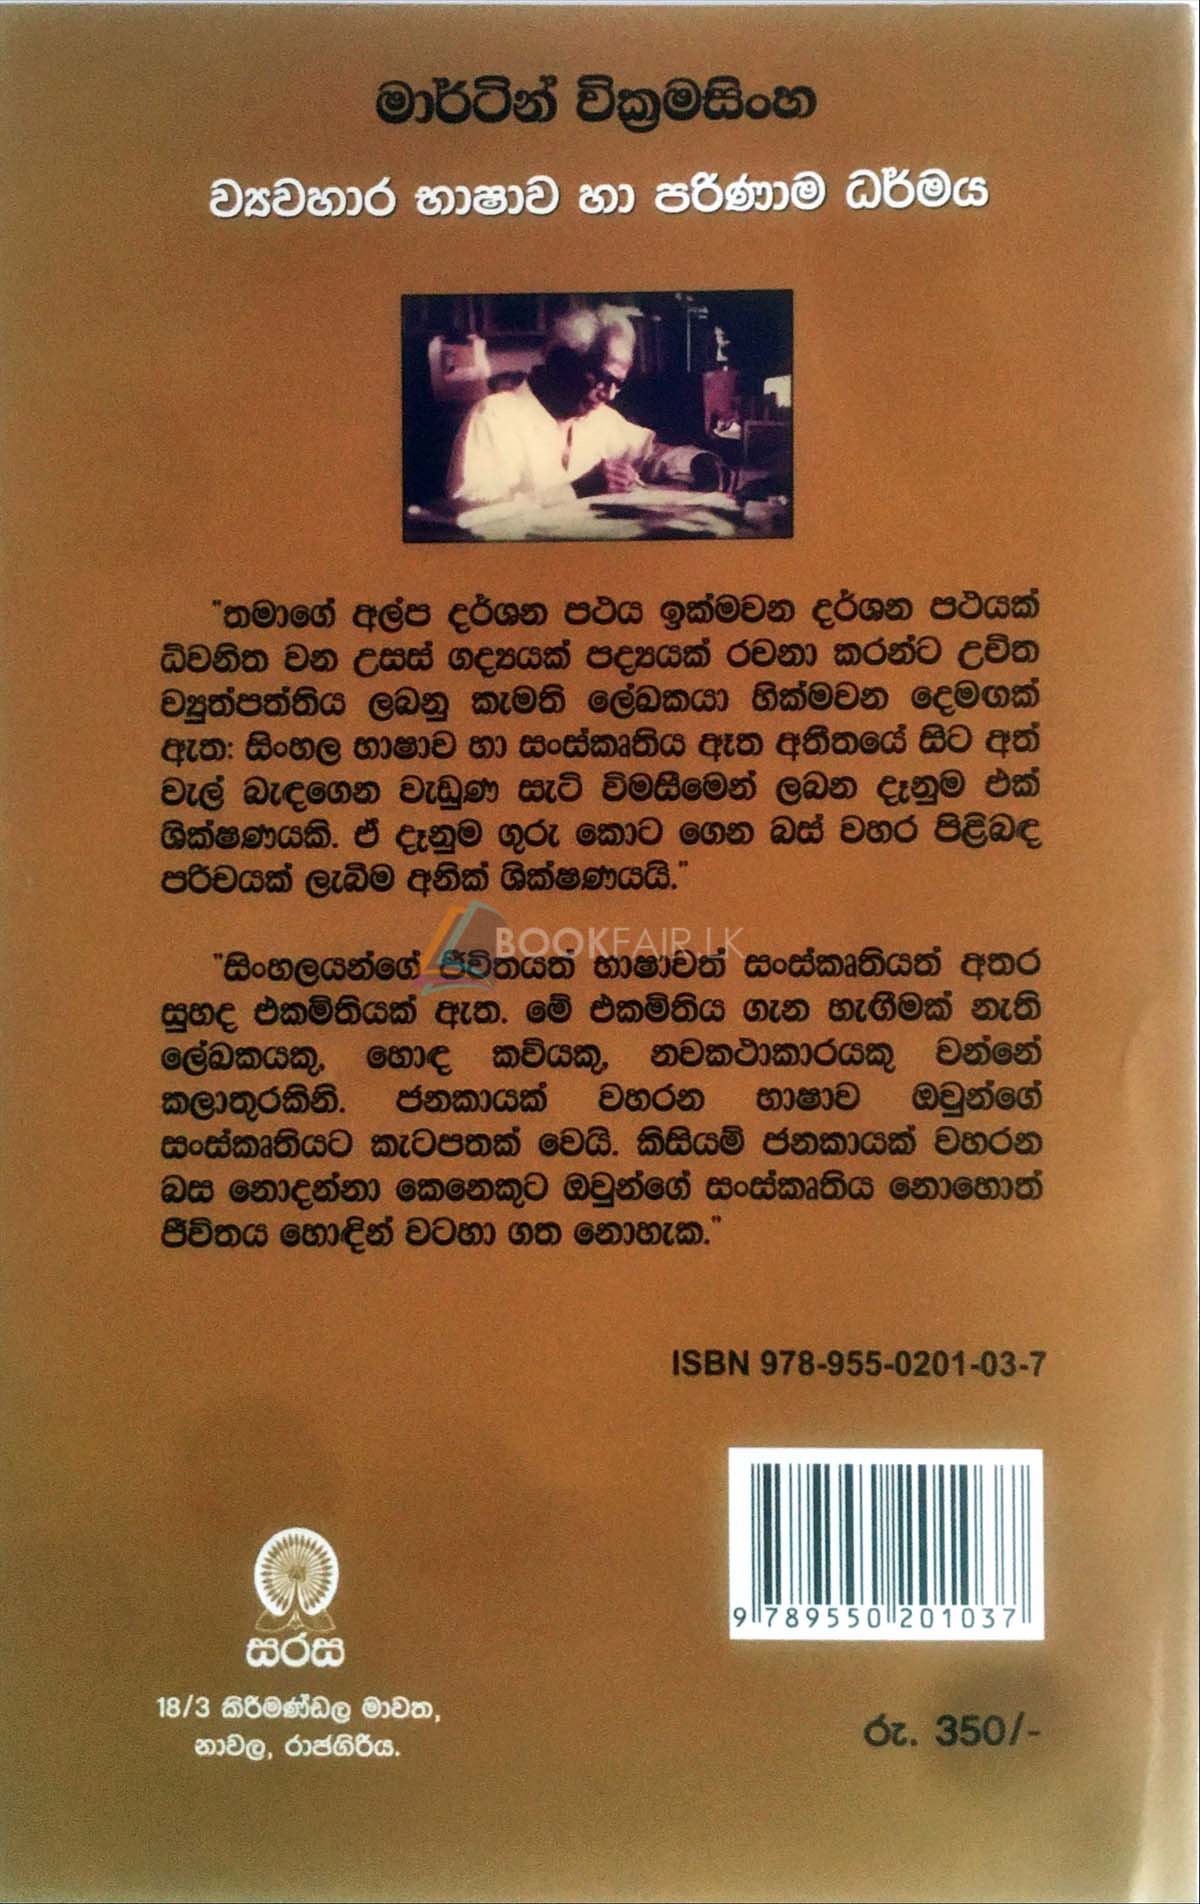 මාර්ටින් වික්‍රමසිංහ
ව්‍යවහාර භාෂාව හා පරිණාම ධර්මය
"තමාගේ අල්ප දර්ශන පථය ඉක්මවන දර්ශන පථයක්
ධ්වනිත වන උසස් ගද්‍යයක් පද්‍යයක් රචනා කරන්ට උචිත
ව්‍යුත්පත්තිය ලබනු කැමති ලේඛකයා හික්මවන දෙමඟක්
ඇත: සිංහල භාෂාව හා සංස්කෘතිය ඈත අතීතයේ සිට අත්
වැල් බැඳගෙන වැඩුණ සැටි විමසීමෙන් ලබන දැනුම එක්
ශික්ෂණයකි. ඒ දැනුම ගුරු කොට ගෙන බස් වහර පිළිබඳ
පරිචයක් ලැබීම අනික් ශික්ෂණයයි."
BOOKFAIR.LK
"සිංහලයන්ගේ ජීවිතයත් භාෂාවත් සංස්කෘතියත් අතර
සුහද එකමිතියක් ඇත. මේ එකමිතිය ගැන හැඟීමක් නැති
ලේඛකයකු, හොඳ කවියකු, නවකථාකාරයකු වන්නේ
කලාතුරකිනි. ජනකායක් වහරන භාෂාව ඔවුන්ගේ
සංස්කෘතියට කැටපතක් වෙයි. කිසියම් ජනකායක් වහරන
බස නොදන්නා කෙනෙකුට ඔවුන්ගේ සංස්කෘතිය නොහොත්
ජීවිතය හොඳින් වටහා ගත නොහැක."
ISBN 978-955-0201-03-7
9 789550 201037
සරස
18/3 කිරිමණ්ඩල මාවත,
නාවල, රාජගිරිය.
රු. 350/-